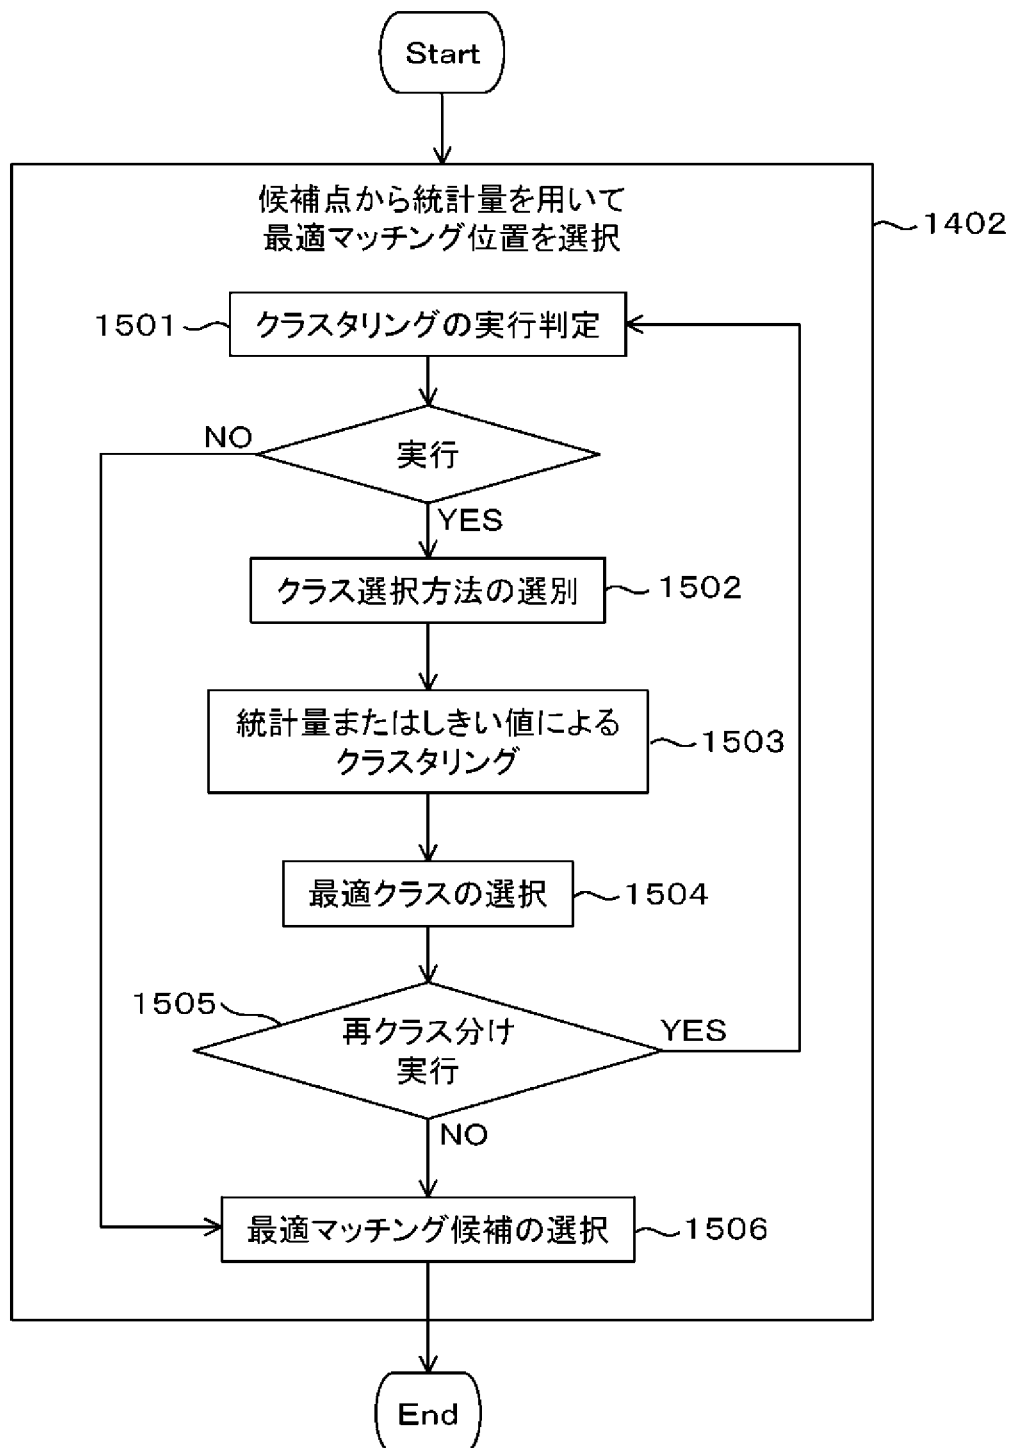 Start
候補点から統計量を用いて
最適マッチング位置を選択
1402
1501
クラスタリングの実行判定
NO
実行
YES
クラス選択方法の選別
1502
統計量またはしきい値による
クラスタリング
1503
最適クラスの選択
1504
1505
再クラス分け
実行
YES
NO
最適マッチング候補の選択
1506
End